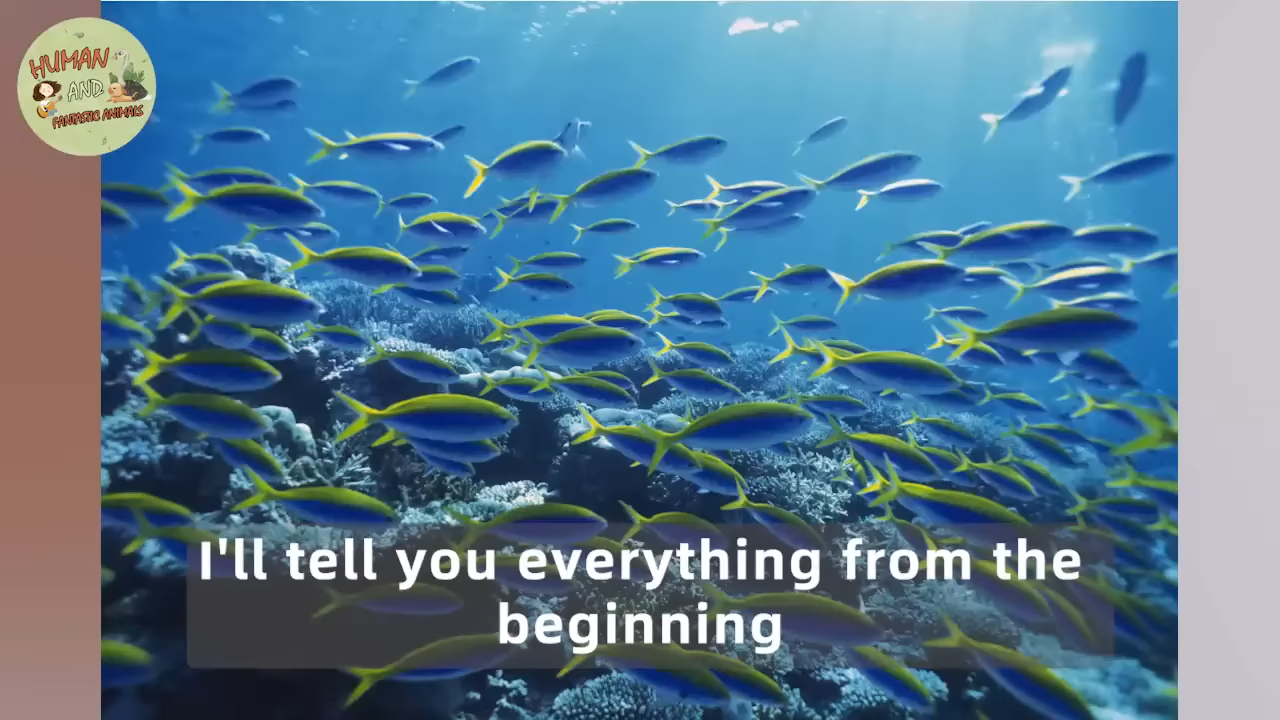 HUMAN
AND
FANTASTIC ANIMALS
I'll tell you everything from the
beginning